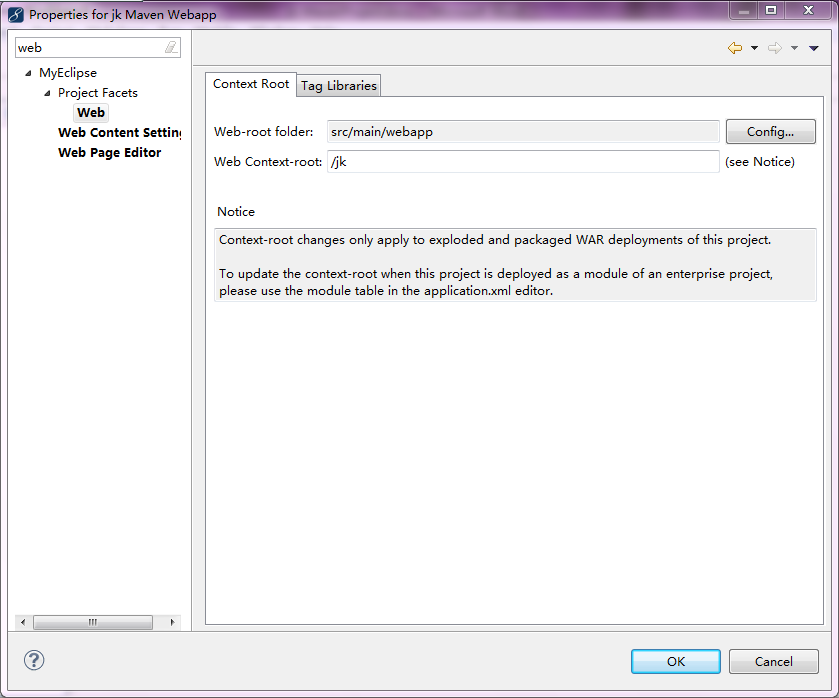 Properties for jk Maven Webapp
web
MyEclipse
Project Facets
Web
Web Content Setting
Web Page Editor
Context Root
Tag Libraries
Web-root folder: src/main/webapp Config...
Web Context-root: /jk (see Notice)
Notice
Context-root changes only apply to exploded and packaged WAR deployments of this project.
To update the context-root when this project is deployed as a module of an enterprise project,
please use the module table in the application.xml editor.
OK
Cancel